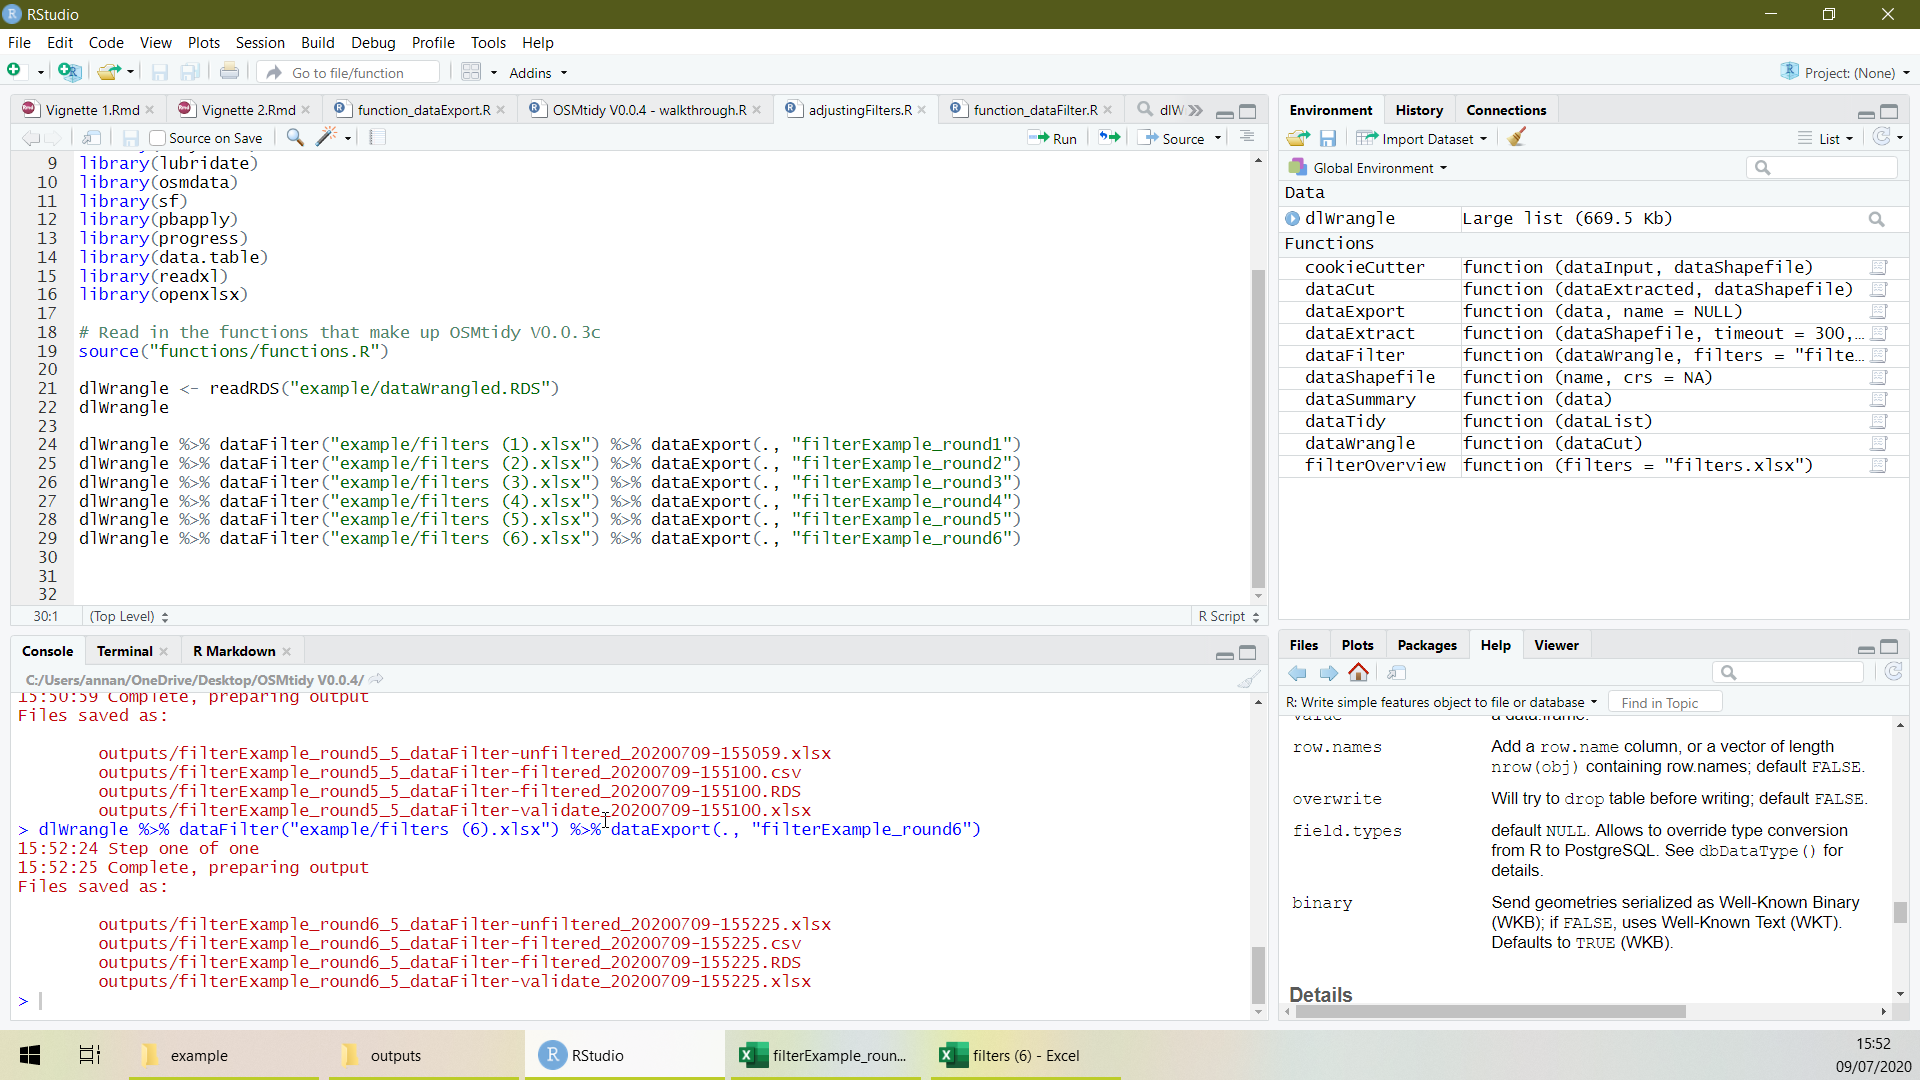 RStudio
File Edit Code View Plots Session Build Debug Profile Tools Help
Go to file/function Addins Project: (None)
Vignette 1.Rmd Vignette 2.Rmd function_dataExport.R OSMtidy V0.0.4 - walkthrough.R adjustingFilters.R function_dataFilter.R dlW
Source on Save Run Source
9 library(lubridate)
10 library(osmdata)
11 library(sf)
12 library(pbapply)
13 library(progress)
14 library(data.table)
15 library(readxl)
16 library(openxlsx)
17
18 # Read in the functions that make up OSMtidy V0.0.3c
19 source("functions/functions.R")
20
21 dlWrangle <- readRDS("example/dataWrangled.RDS")
22 dlWrangle
23
24 dlWrangle %>% dataFilter("example/filters (1).xlsx") %>% dataExport(., "filterExample_round1")
25 dlWrangle %>% dataFilter("example/filters (2).xlsx") %>% dataExport(., "filterExample_round2")
26 dlWrangle %>% dataFilter("example/filters (3).xlsx") %>% dataExport(., "filterExample_round3")
27 dlWrangle %>% dataFilter("example/filters (4).xlsx") %>% dataExport(., "filterExample_round4")
28 dlWrangle %>% dataFilter("example/filters (5).xlsx") %>% dataExport(., "filterExample_round5")
29 dlWrangle %>% dataFilter("example/filters (6).xlsx") %>% dataExport(., "filterExample_round6")
30
31
32
30:1 (Top Level) R Script
Console Terminal R Markdown
C:/Users/annan/OneDrive/Desktop/OSMtidy V0.0.4/
15:50:59 Complete, preparing output
Files saved as:
outputs/filterExample_round5_5_dataFilter-unfiltered_20200709-155059.xlsx
outputs/filterExample_round5_5_dataFilter-filtered_20200709-155100.csv
outputs/filterExample_round5_5_dataFilter-filtered_20200709-155100.RDS
outputs/filterExample_round5_5_dataFilter-validate_20200709-155100.xlsx
> dlWrangle %>% dataFilter("example/filters (6).xlsx") %>% dataExport(., "filterExample_round6")
15:52:24 Step one of one
15:52:25 Complete, preparing output
Files saved as:
outputs/filterExample_round6_5_dataFilter-unfiltered_20200709-155225.xlsx
outputs/filterExample_round6_5_dataFilter-filtered_20200709-155225.csv
outputs/filterExample_round6_5_dataFilter-filtered_20200709-155225.RDS
outputs/filterExample_round6_5_dataFilter-validate_20200709-155225.xlsx
>
Environment History Connections
Import Dataset List
Global Environment
Data
dlWrangle Large list (669.5 Kb)
Functions
cookieCutter function (dataInput, dataShapefile)
dataCut function (dataExtracted, dataShapefile)
dataExport function (data, name = NULL)
dataExtract function (dataShapefile, timeout = 300,…
dataFilter function (dataWrangle, filters = "filte…
dataShapefile function (name, crs = NA)
dataSummary function (data)
dataTidy function (dataList)
dataWrangle function (dataCut)
filterOverview function (filters = "filters.xlsx")
Files Plots Packages Help Viewer
R: Write simple features object to file or database Find in Topic
value a data.frame.
row.names Add a row.name column, or a vector of length
nrow(obj) containing row.names; default FALSE.
overwrite Will try to drop table before writing; default FALSE.
field.types default NULL. Allows to override type conversion
from R to PostgreSQL. See dbDataType() for
details.
binary Send geometries serialized as Well-Known Binary
(WKB); if FALSE, uses Well-Known Text (WKT).
Defaults to TRUE (WKB).
Details
example outputs RStudio filterExample_roun... filters (6) - Excel
15:52
09/07/2020